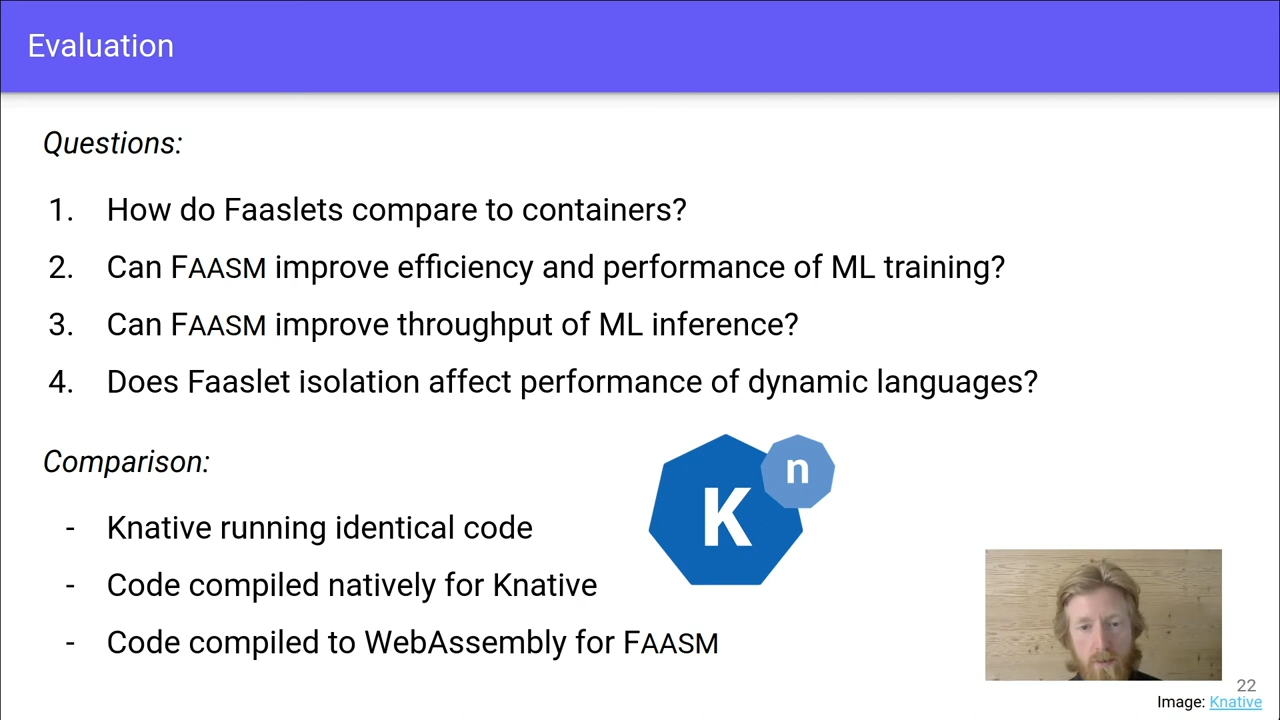 Evaluation
Questions:
1. How do Faaslets compare to containers?
2. Can FAASM improve efficiency and performance of ML training?
3. Can FAASM improve throughput of ML inference?
4. Does Faaslet isolation affect performance of dynamic languages?
Comparison:
K n
- Knative running identical code
- Code compiled natively for Knative
- Code compiled to WebAssembly for FAASM
22
Image: Knative